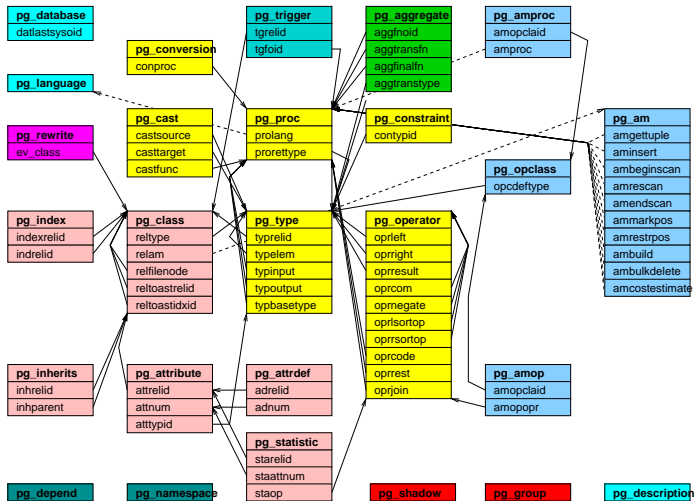 pg_database
datlastsysoid
pg_trigger
tgrelid
tgfoid
pg_aggregate
aggfnoid
aggtransfn
aggfinalfn
aggtranstype
pg_amproc
amopclaid
amproc
pg_conversion
conproc
pg_language
pg_cast
castsource
casttarget
castfunc
pg_proc
prolang
prorettype
pg_constraint
contypid
pg_am
amgettuple
aminsert
ambeginscan
amrescan
amendscan
ammarkpos
amrestrpos
ambuild
ambulkdelete
amcostestimate
pg_rewrite
ev_class
pg_opclass
opcdeftype
pg_index
indexrelid
indrelid
pg_class
reltype
relam
relfilenode
reltoastrelid
reltoastidxid
pg_type
typrelid
typelem
typinput
typoutput
typbasetype
pg_operator
oprleft
oprright
oprresult
oprcom
oprnegate
oprlsortop
oprrsortop
oprcode
oprrest
oprjoin
pg_inherits
inhrelid
inhparent
pg_attribute
attrelid
attnum
atttypid
pg_attrdef
adrelid
adnum
pg_amop
amopclaid
amopopr
pg_statistic
starelid
staattnum
staop
pg_depend
pg_namespace
pg_shadow
pg_group
pg_description